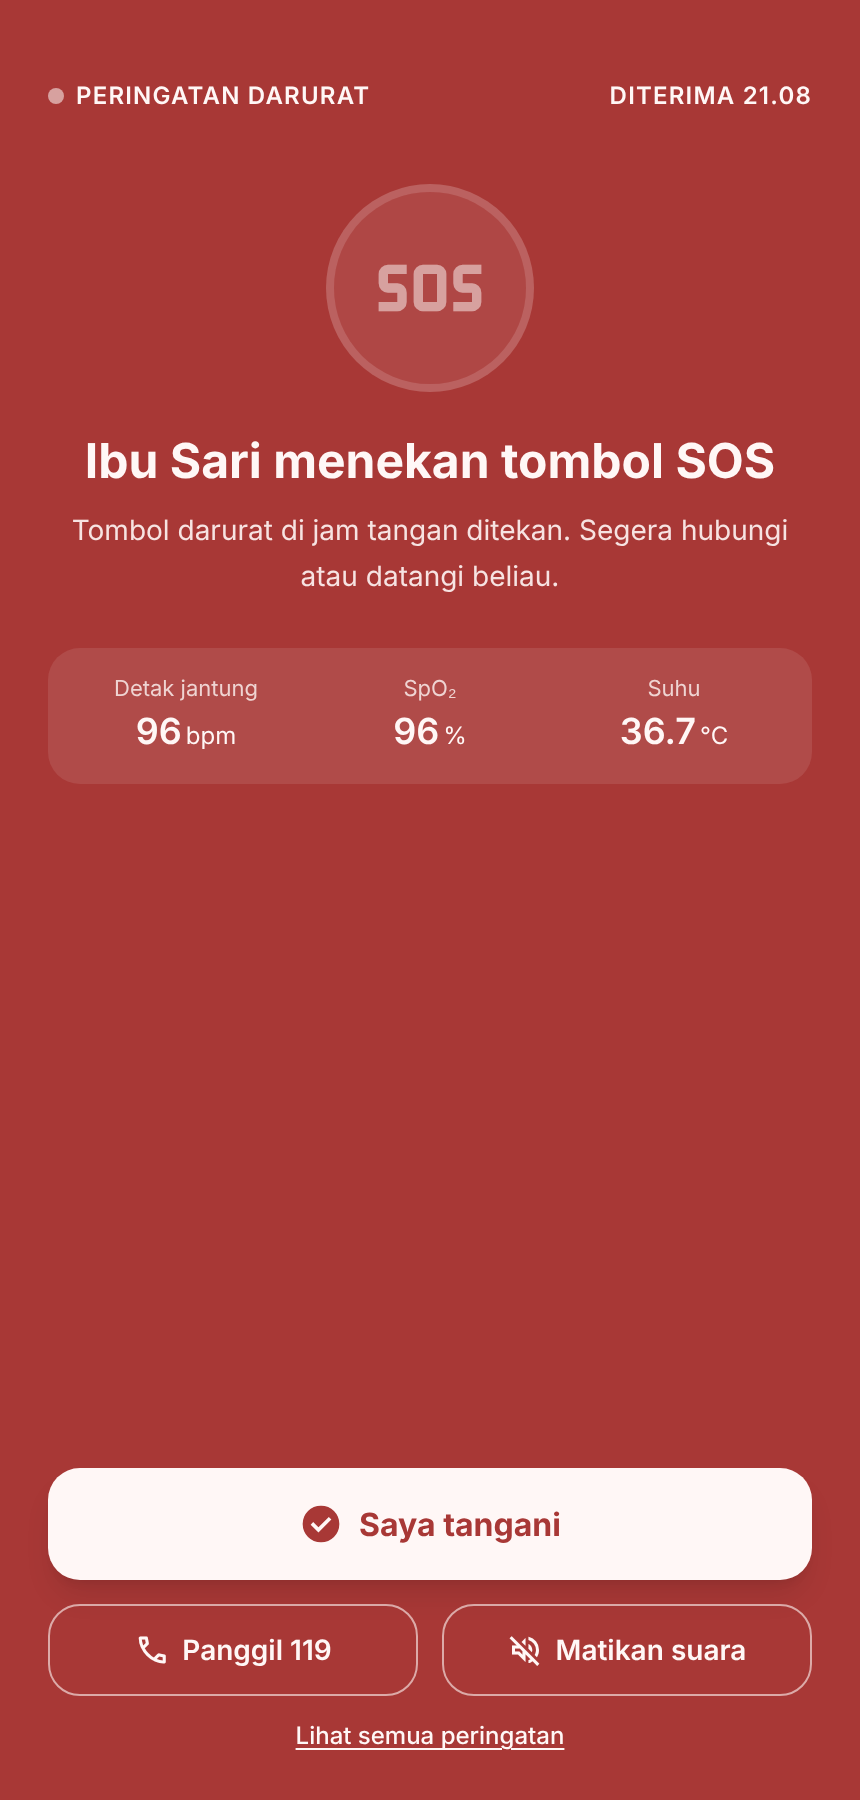 PERINGATAN DARURAT
DITERIMA 21.08
SOS
Ibu Sari menekan tombol SOS
Tombol darurat di jam tangan ditekan. Segera hubungi
atau datangi beliau.
Detak jantung
96 bpm
SpO₂
96 %
Suhu
36.7 °C
Saya tangani
Panggil 119
Matikan suara
Lihat semua peringatan